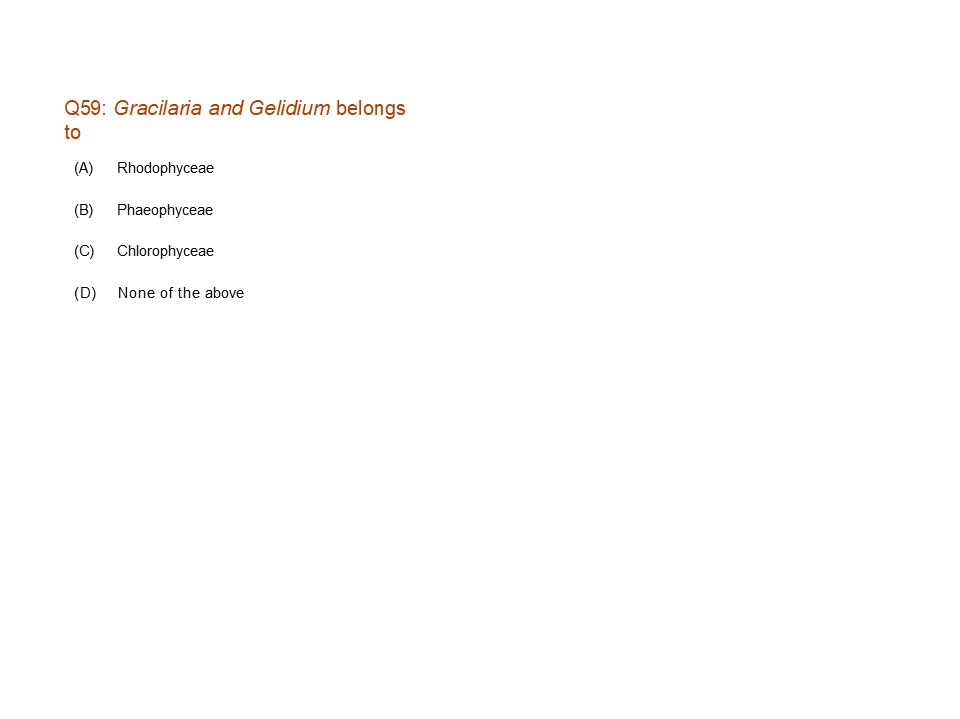 Q59: Gracilaria and Gelidium belongs
to
(A) Rhodophyceae
(B) Phaeophyceae
(C) Chlorophyceae
(D) None of the above